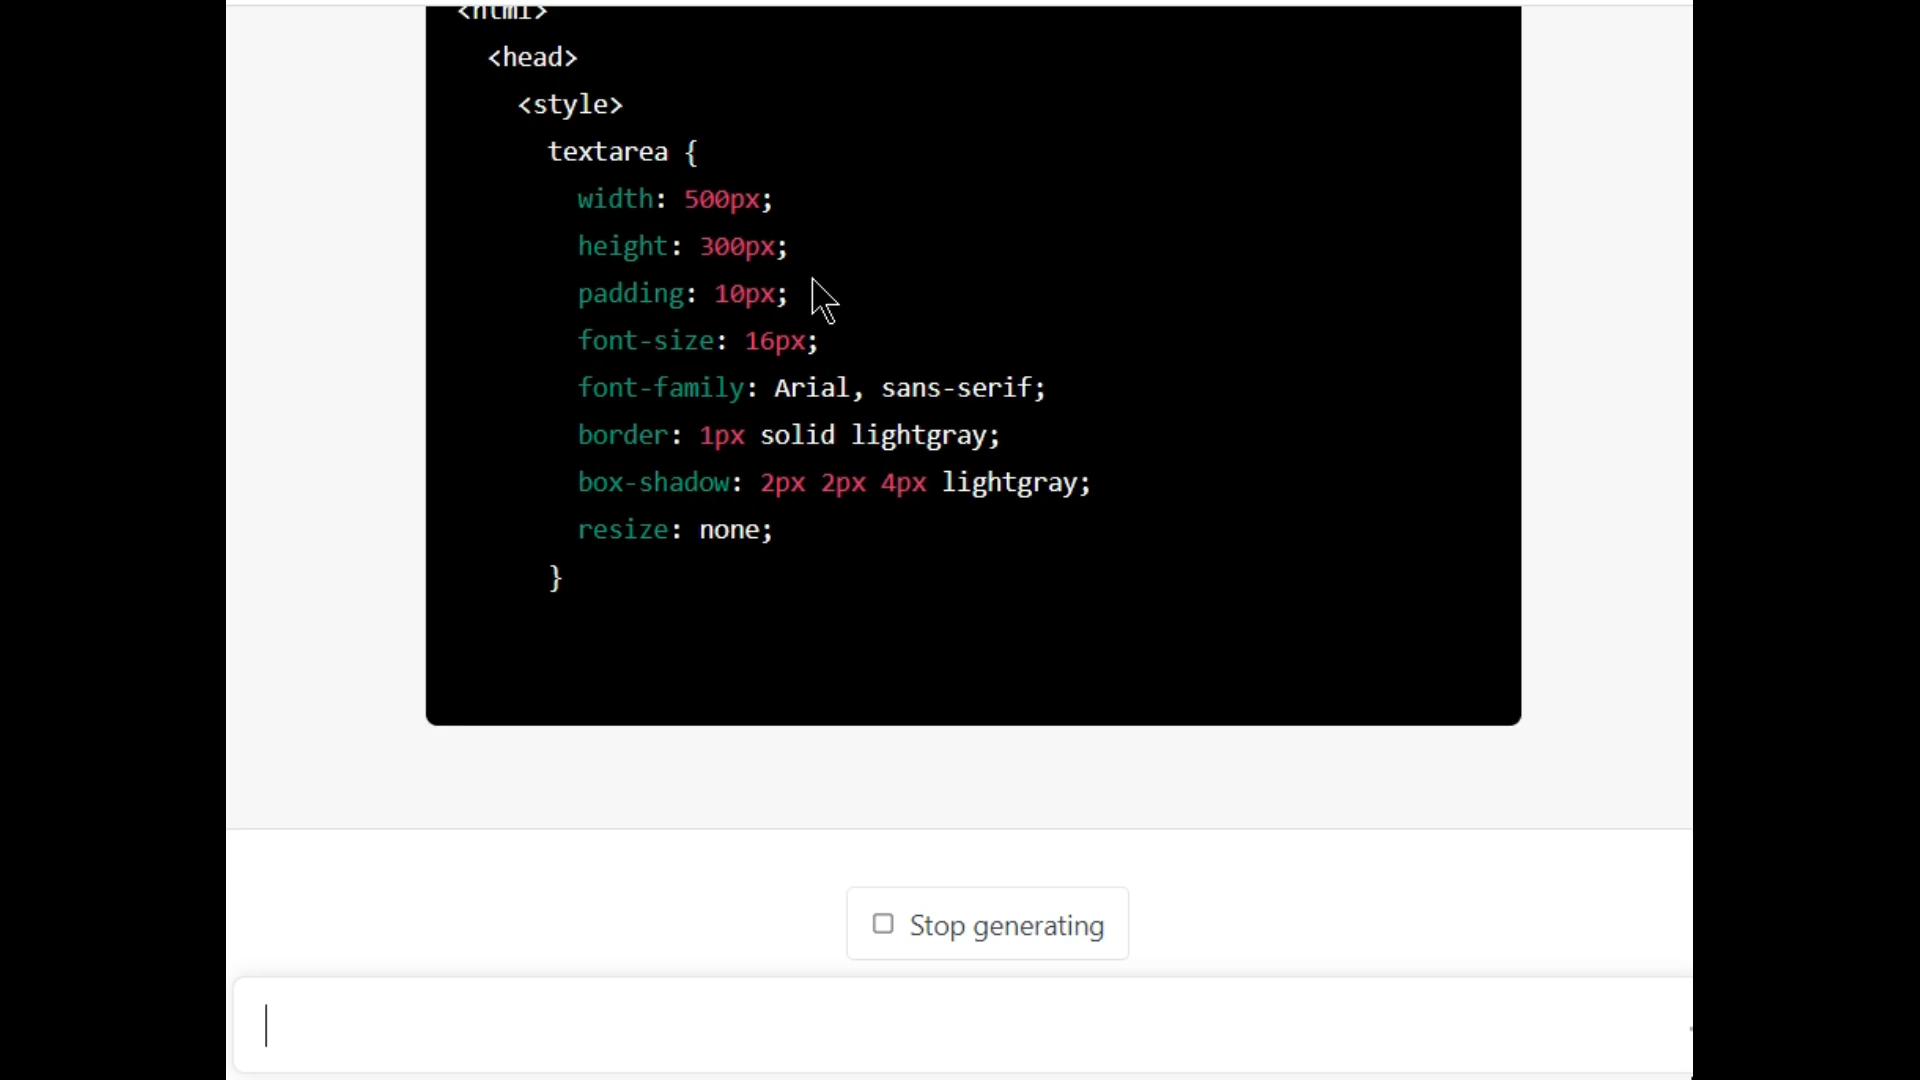 <html>
<head>
<style>
textarea {
width: 500px;
height: 300px;
padding: 10px;
font-size: 16px;
font-family: Arial, sans-serif;
border: 1px solid lightgray;
box-shadow: 2px 2px 4px lightgray;
resize: none;
}
Stop generating